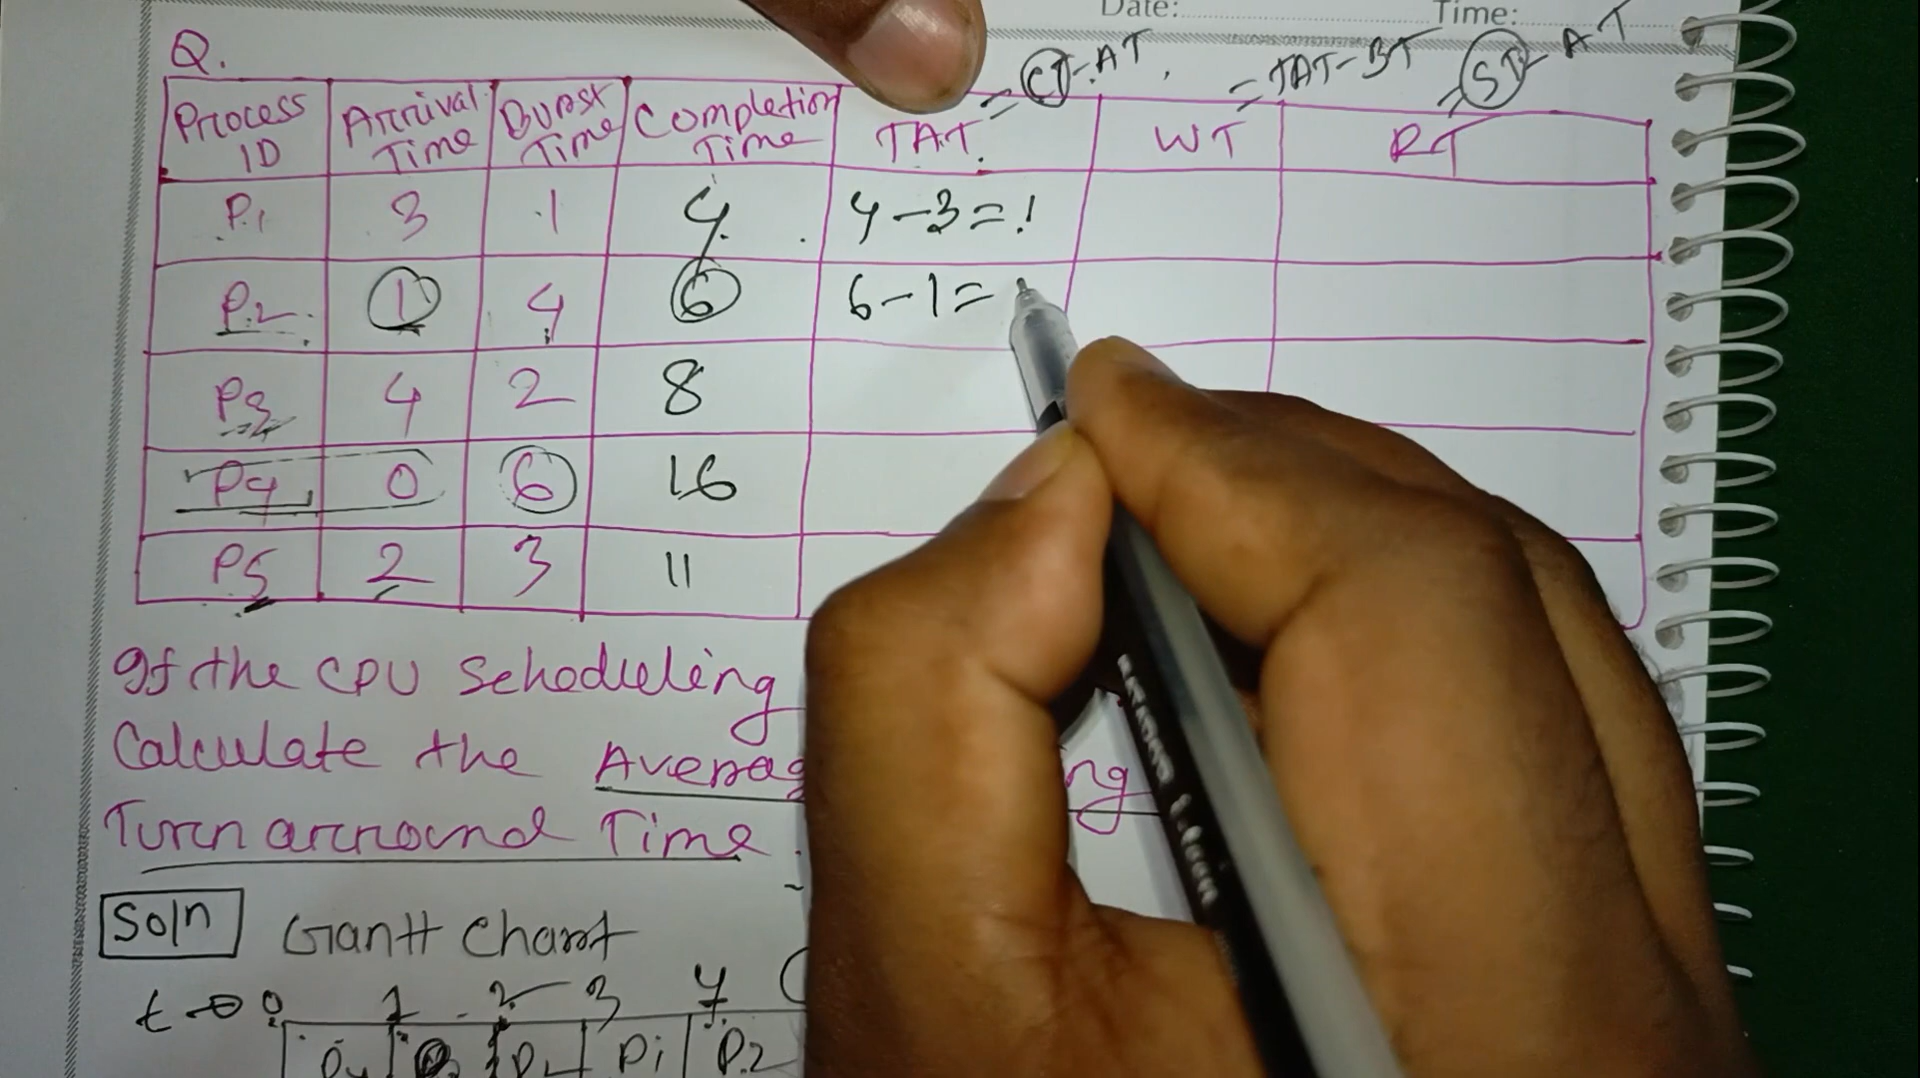 Date: Time:
Q. = CT-AT, = TAT-BT = ST-AT
Process ID Arrival Time Burst Time Completion Time TAT WT RT
P1 3 1 4 4-3=1
P2 1 4 6 6-1=
P3 4 2 8
P4 0 6 16
P5 2 3 11
If the CPU Scheduling
Calculate the
Turn arround Time.
Soln Gantt Chart
t→ 0 1 2 3 4
P4 P1 P2